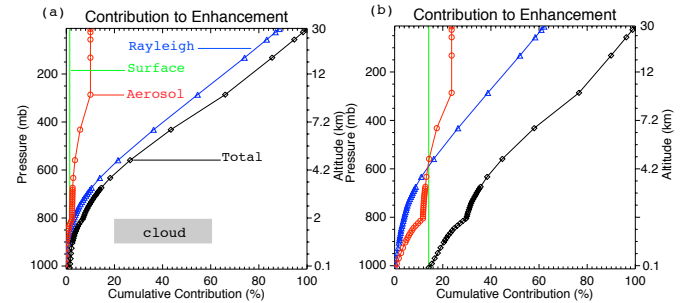 (a)
Contribution to Enhancement
Pressure (mb)
200
400
600
800
1000
Rayleigh
Surface
Aerosol
Total
cloud
30
12
7.2
4.2
2
0.1
Altitude (km)
0 20 40 60 80 100
Cumulative Contribution (%)
(b)
Contribution to Enhancement
Pressure (mb)
200
400
600
800
1000
30
12
7.2
4.2
2
0.1
Altitude (km)
0 20 40 60 80 100
Cumulative Contribution (%)